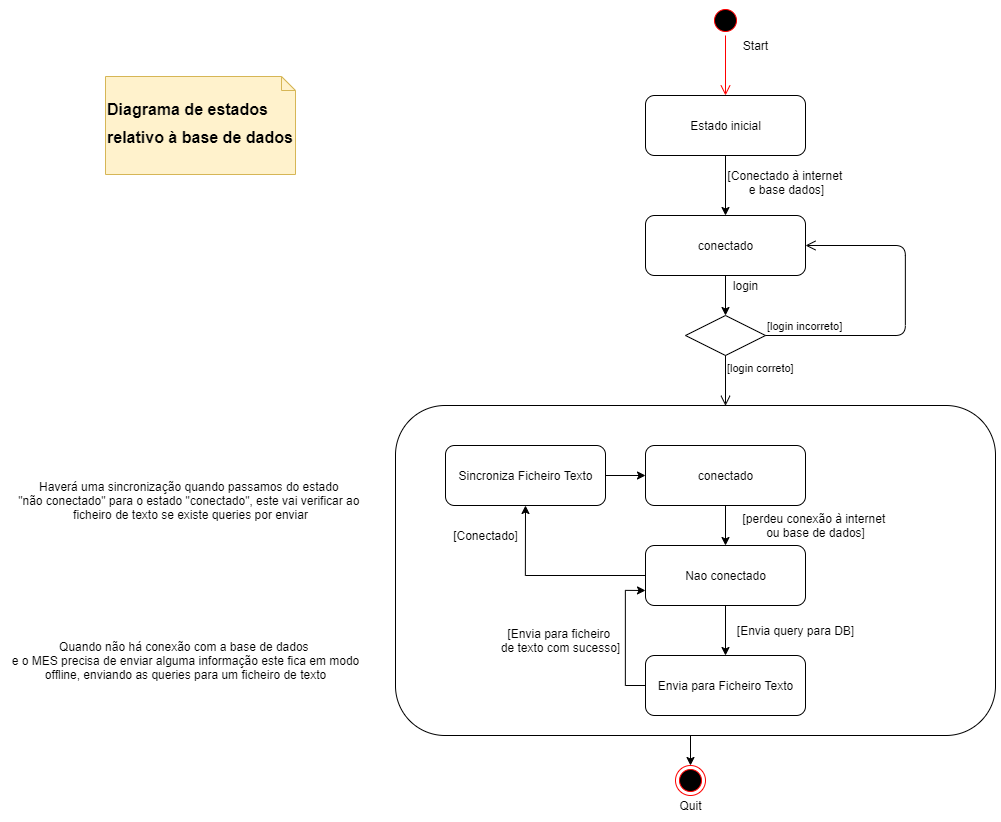 Start
Diagrama de estados
relativo à base de dados
Estado inicial
[Conectado à internet
e base dados]
conectado
login
[login incorreto]
[login correto]
Sincroniza Ficheiro Texto
conectado
Haverá uma sincronização quando passamos do estado
"não conectado" para o estado "conectado", este vai verificar ao
ficheiro de texto se existe queries por enviar
[perdeu conexão à internet
ou base de dados]
[Conectado]
Nao conectado
[Envia para ficheiro
de texto com sucesso]
[Envia query para DB]
Quando não há conexão com a base de dados
e o MES precisa de enviar alguma informação este fica em modo
offline, enviando as queries para um ficheiro de texto
Envia para Ficheiro Texto
Quit